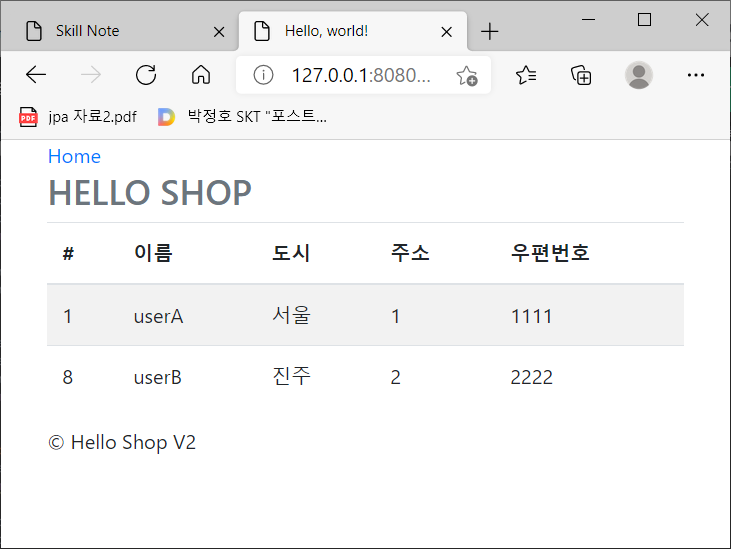 Skill Note
Hello, world!
127.0.0.1:8080...
PDF jpa 자료2.pdf
박정호 SKT "포스트...
Home
HELLO SHOP
# 이름 도시 주소 우편번호
1 userA 서울 1 1111
8 userB 진주 2 2222
© Hello Shop V2